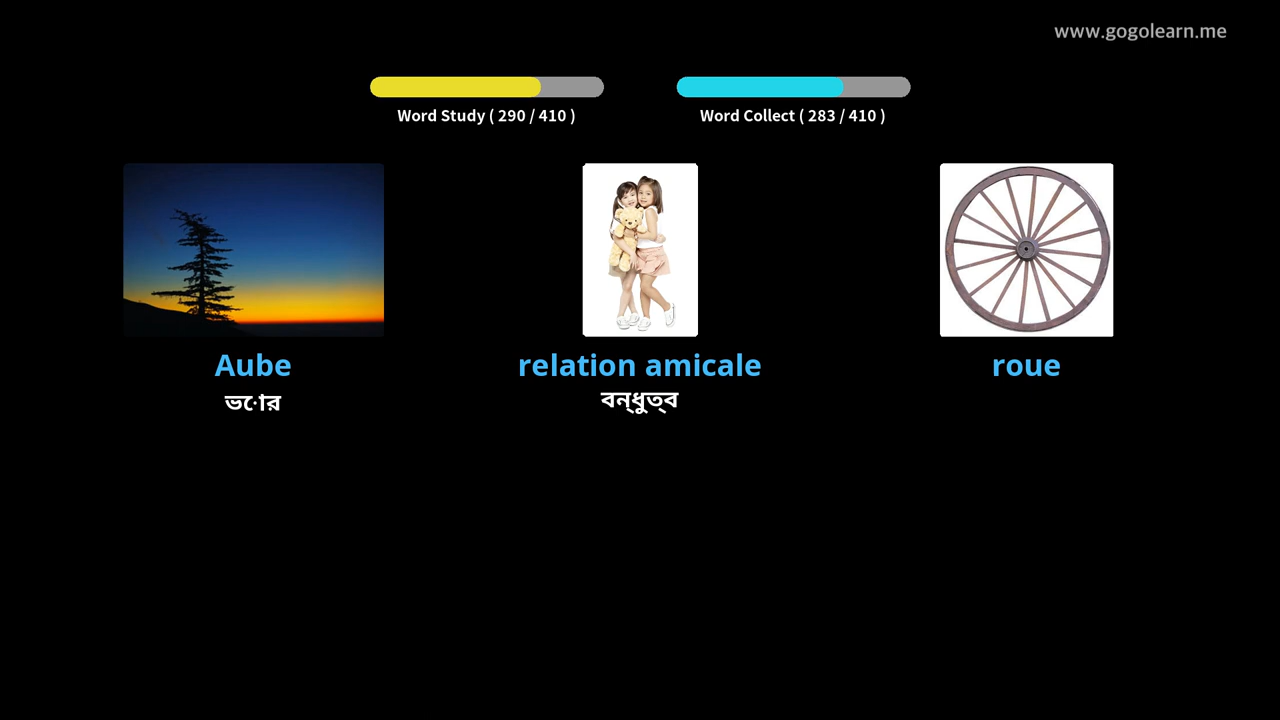 www.gogolearn.me
Word Study ( 290 / 410 )
Word Collect ( 283 / 410 )
Aube
relation amicale
roue
ভোর
বন্ধুত্ব